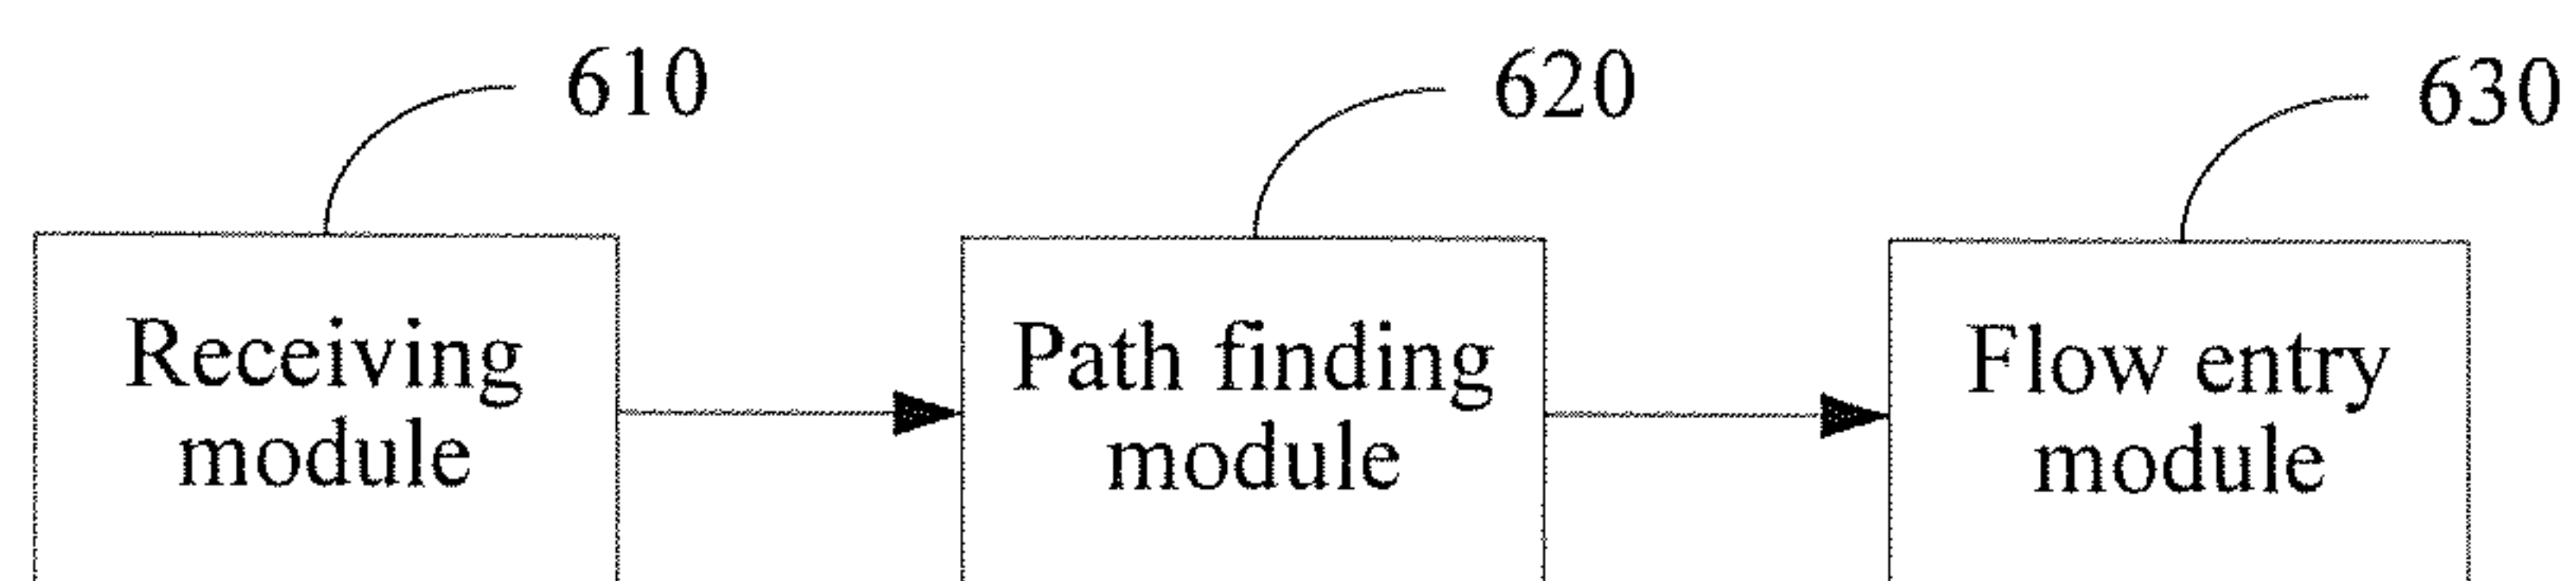 610
620
630
Receiving
module
Path finding
module
Flow entry
module